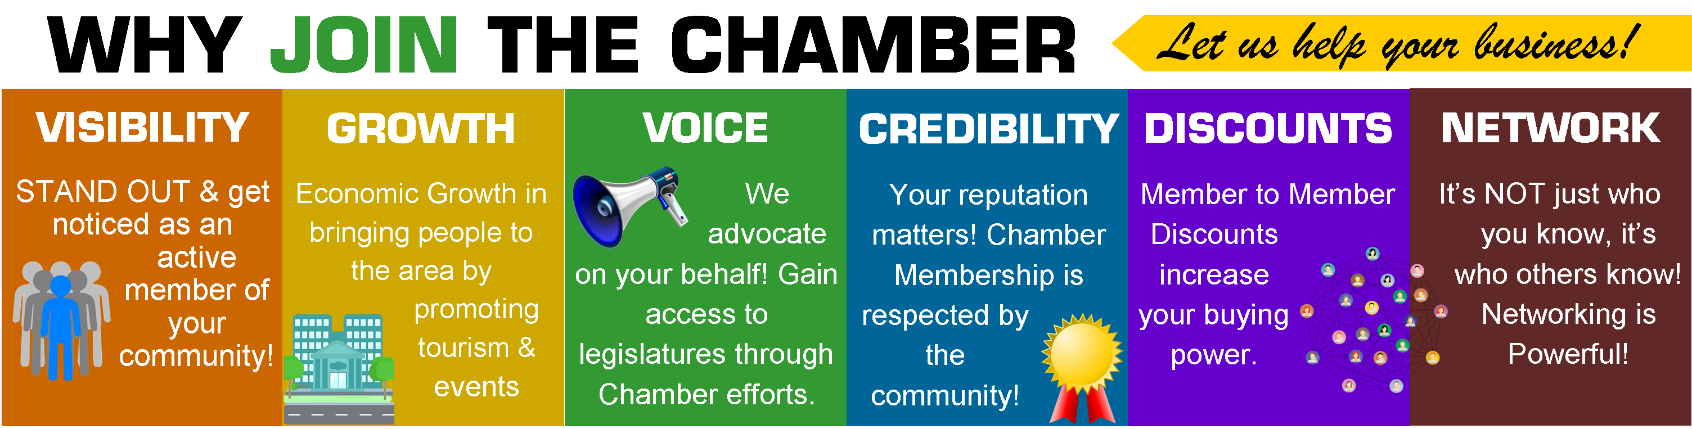 WHY JOIN THE CHAMBER
Let us help your business!
VISIBILITY
STAND OUT & get
noticed as an
active
member of
your
community!
GROWTH
Economic Growth in
bringing people to
the area by
promoting
tourism &
events
VOICE
We
advocate
on your behalf! Gain
access to
legislatures through
Chamber efforts.
CREDIBILITY
Your reputation
matters! Chamber
Membership is
respected by
the
community!
DISCOUNTS
Member to Member
Discounts
increase
your buying
power.
NETWORK
It's NOT just who
you know, it's
who others know!
Networking is
Powerful!